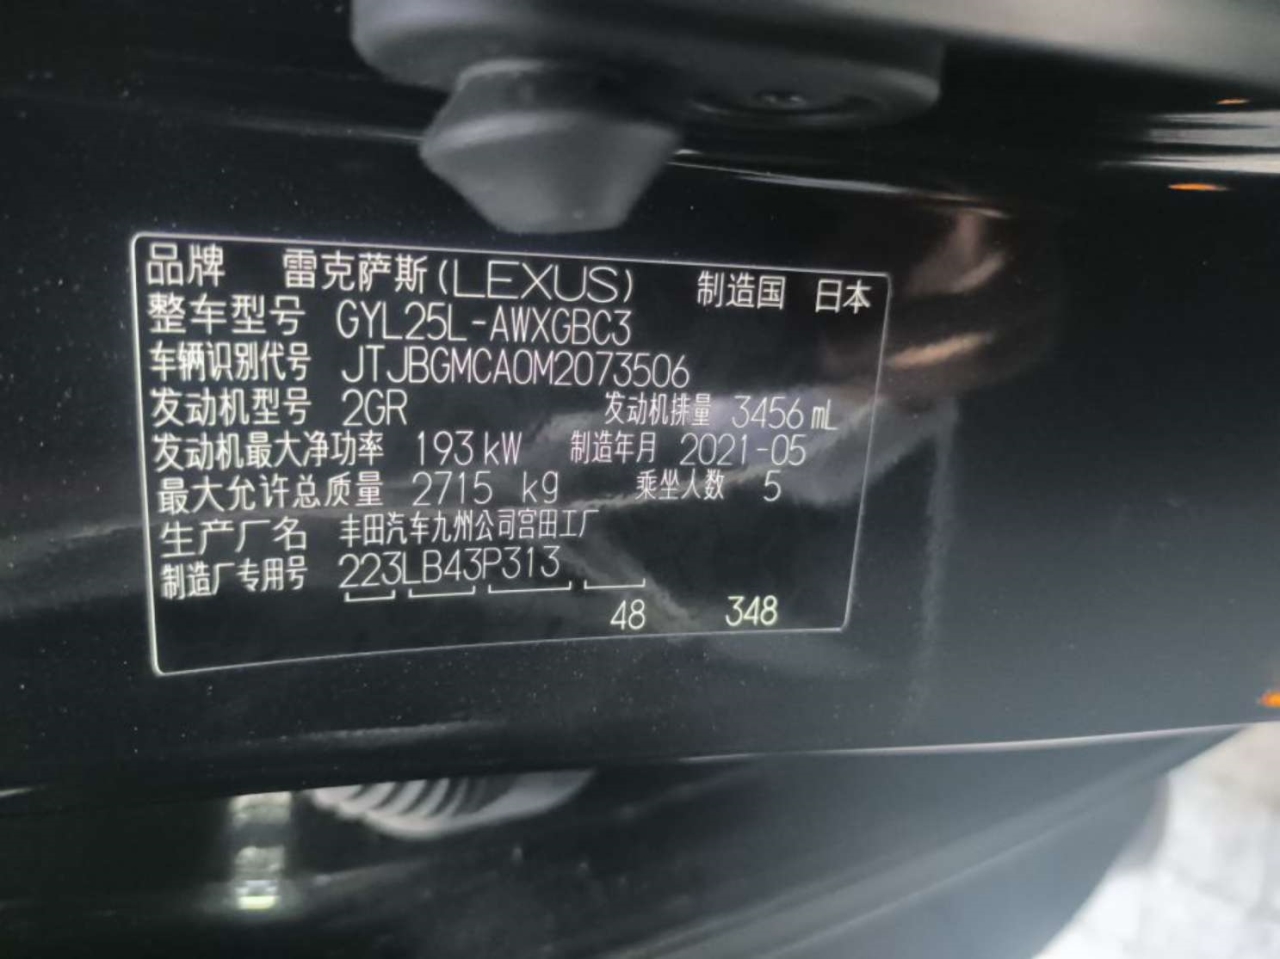 品牌 雷克萨斯(LEXUS) 制造国 日本
整车型号 GYL25L-AWXGBC3
车辆识别代号 JTJBGMCA0M2073506
发动机型号 2GR 发动机排量 3456 mL
发动机最大净功率 193 kW 制造年月 2021-05
最大允许总质量 2715 kg 乘坐人数 5
生产厂名 丰田汽车九州公司宫田工厂
制造厂专用号 223LB43P313
48 348